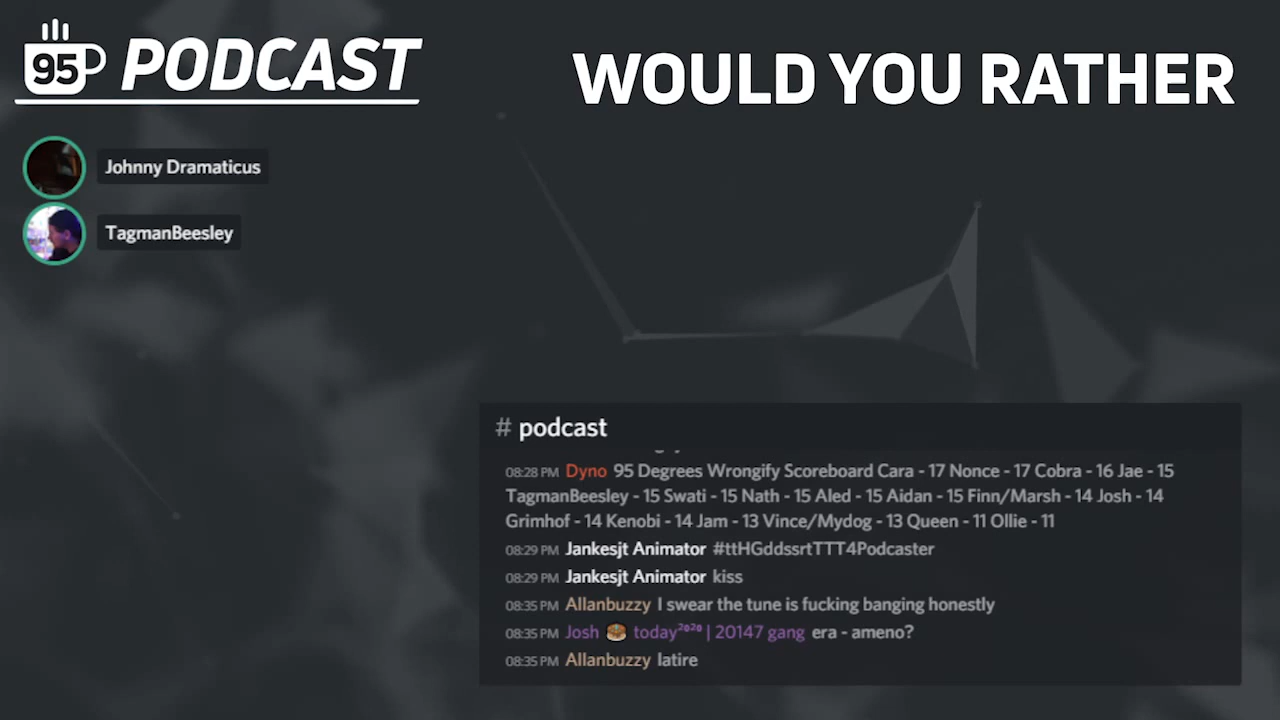 95 PODCAST
WOULD YOU RATHER
Johnny Dramaticus
TagmanBeesley
# podcast
08:28 PM Dyno 95 Degrees Wrongify Scoreboard Cara - 17 Nonce - 17 Cobra - 16 Jae - 15
TagmanBeesley - 15 Swati - 15 Nath - 15 Aled - 15 Aidan - 15 Finn/Marsh - 14 Josh - 14
Grimhof - 14 Kenobi - 14 Jam - 13 Vince/Mydog - 13 Queen - 11 Ollie - 11
08:29 PM Jankesjt Animator #ttHGddssrtTTT4Podcaster
08:29 PM Jankesjt Animator kiss
08:35 PM Allanbuzzy I swear the tune is fucking banging honestly
08:35 PM Josh 🥞 today²⁰²⁰ | 20147 gang era - ameno?
08:35 PM Allanbuzzy latire